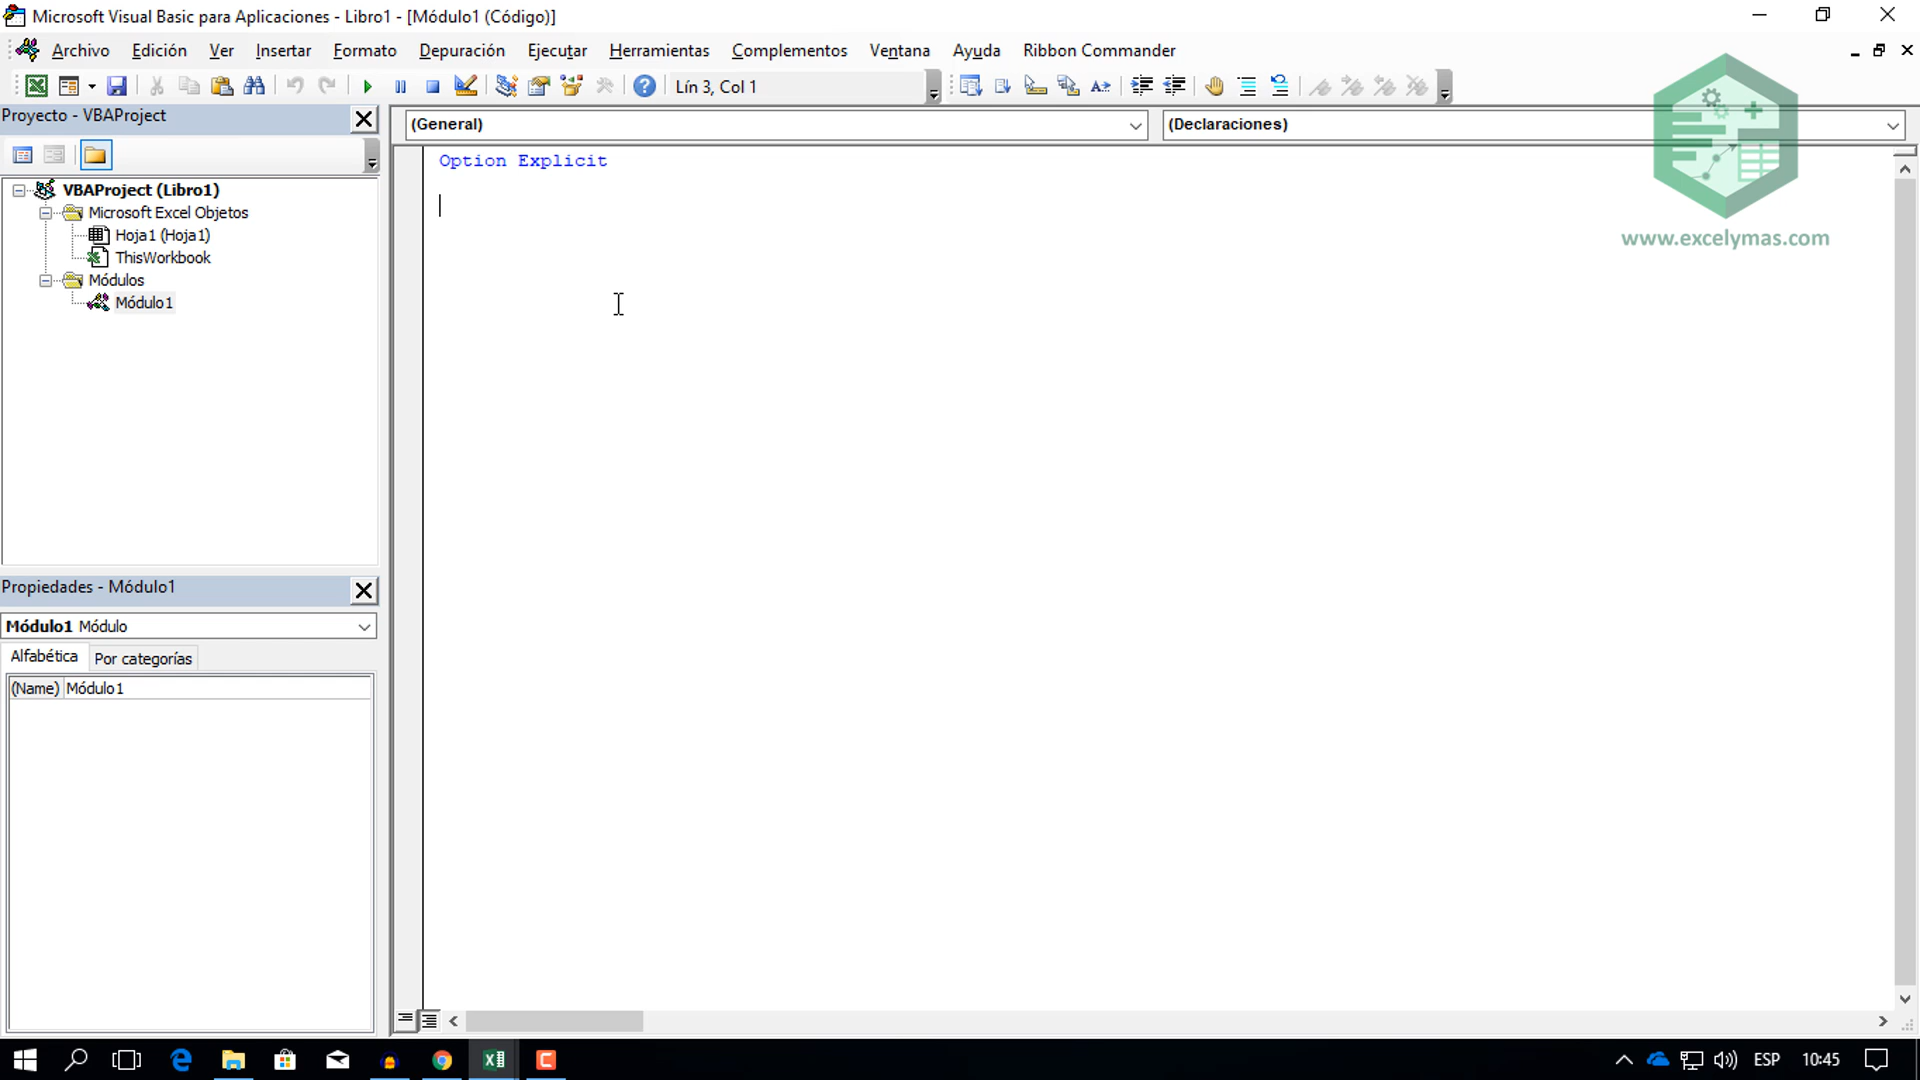 Microsoft Visual Basic para Aplicaciones - Libro1 - [Módulo1 (Código)]
Archivo Edición Ver Insertar Formato Depuración Ejecutar Herramientas Complementos Ventana Ayuda Ribbon Commander
Lín 3, Col 1
Proyecto - VBAProject
(General)
(Declaraciones)
VBAProject (Libro1)
Microsoft Excel Objetos
Hoja1 (Hoja1)
ThisWorkbook
Módulos
Módulo1
Option Explicit
www.excelymas.com
Propiedades - Módulo1
Módulo1 Módulo
Alfabética Por categorías
(Name) Módulo1
ESP 10:45